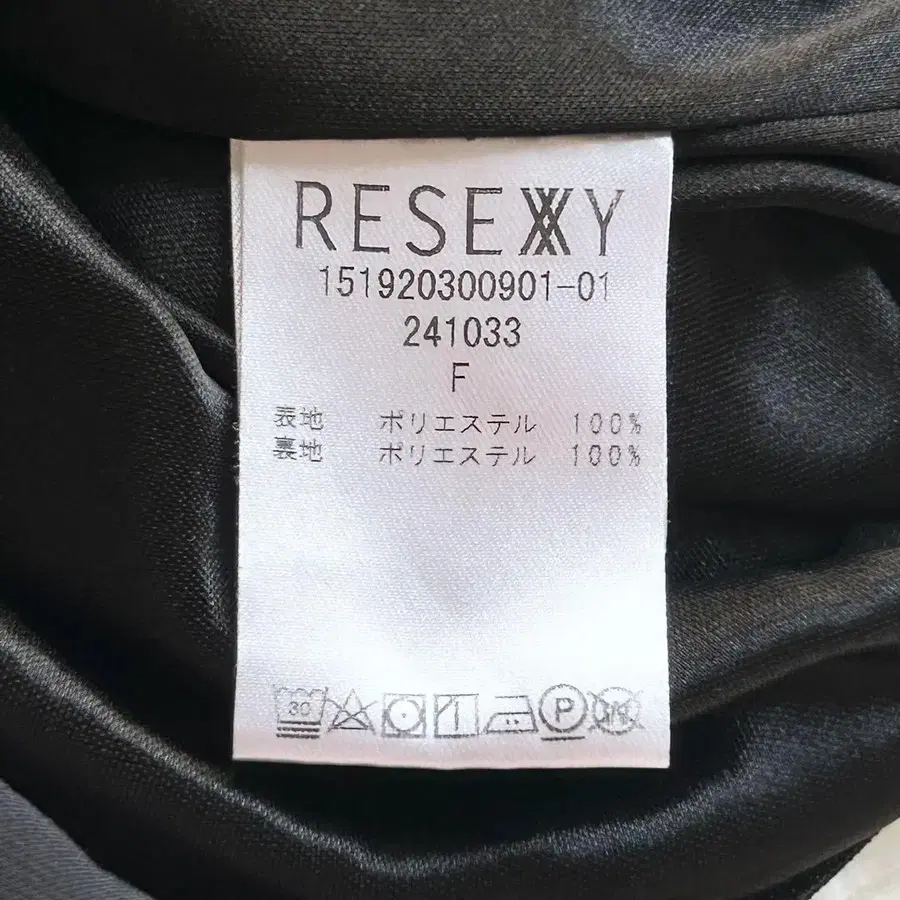 RESEXXY
151920300901-01
241033
F
表地 ポリエステル 100%
裏地 ポリエステル 100%
30
P